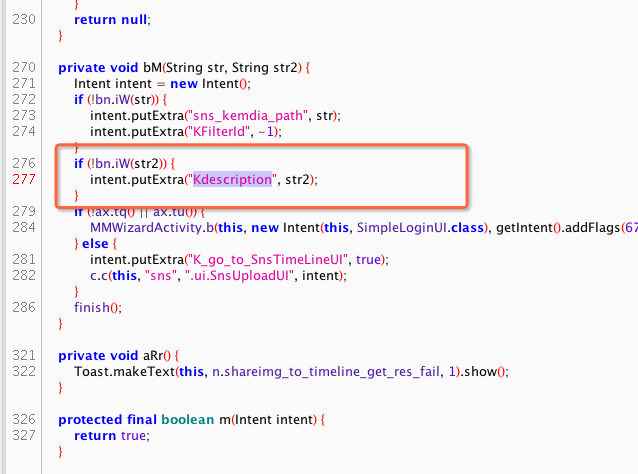 }
230 return null;
}
270 private void bM(String str, String str2) {
271 Intent intent = new Intent();
272 if (!bn.iW(str)) {
273 intent.putExtra("sns_kemdia_path", str);
274 intent.putExtra("KFilterId", -1);
}
276 if (!bn.iW(str2)) {
277 intent.putExtra("Kdescription", str2);
}
279 if (!ax.tq() || ax.tu()) {
284 MMWizardActivity.b(this, new Intent(this, SimpleLoginUI.class), getIntent().addFlags(67
} else {
281 intent.putExtra("K_go_to_SnsTimeLineUI", true);
282 c.c(this, "sns", ".ui.SnsUploadUI", intent);
}
286 finish();
}
321 private void aRr() {
322 Toast.makeText(this, n.shareimg_to_timeline_get_res_fail, 1).show();
}
326 protected final boolean m(Intent intent) {
327 return true;
}